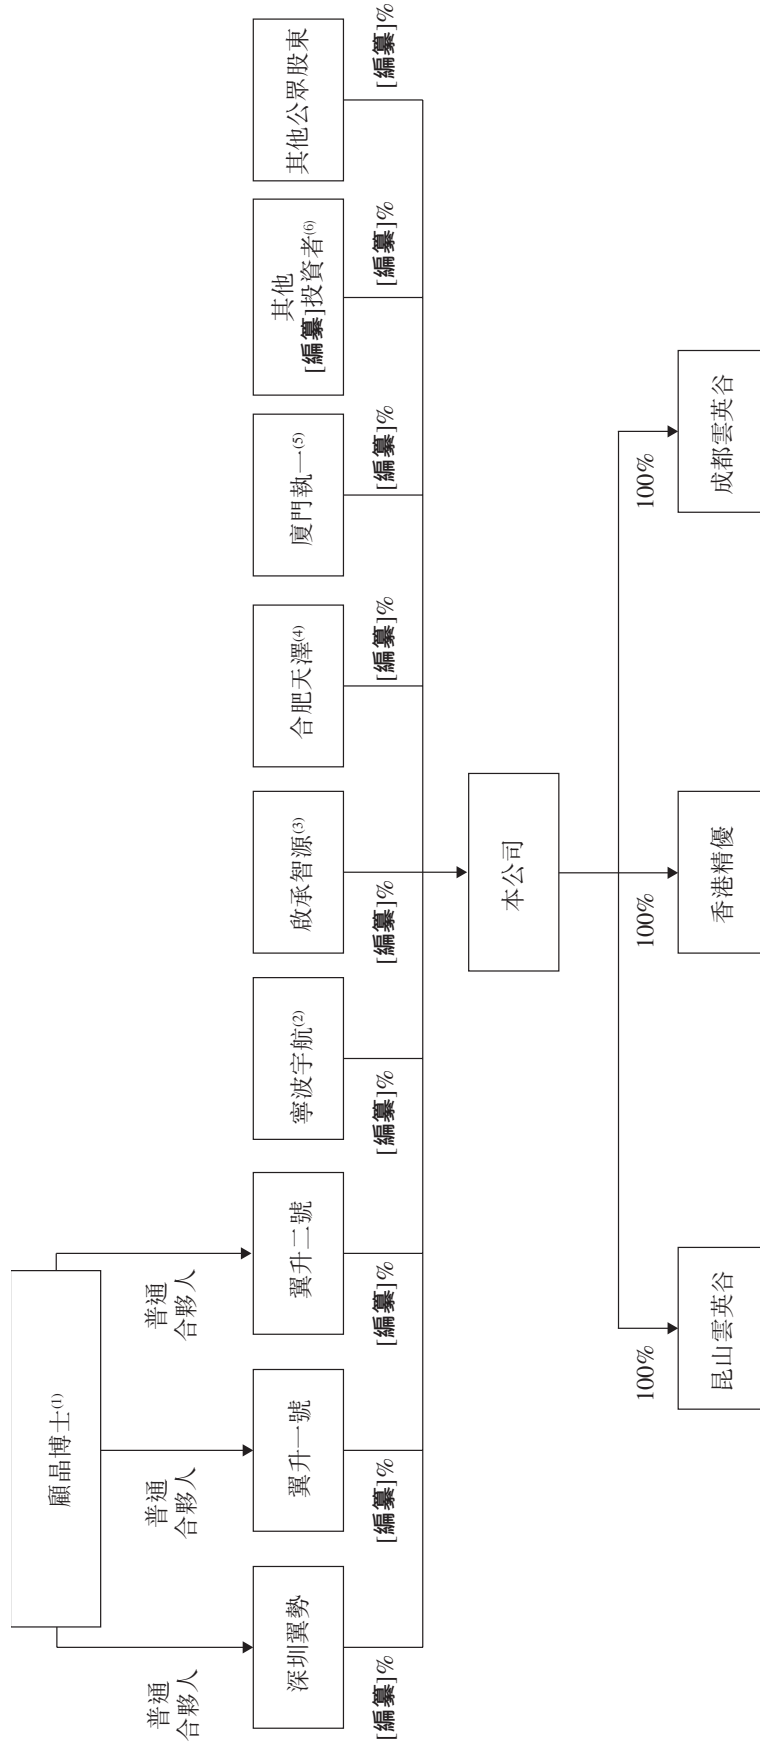 顧晶博士(1)
普通
合夥人
普通
合夥人
普通
合夥人
深圳翼勢
翼升一號
翼升二號
寧波宇航(2)
啟承智源(3)
合肥天澤(4)
廈門執一(5)
其他
[編纂]投資者(6)
其他公眾股東
[編纂]%
[編纂]%
[編纂]%
[編纂]%
[編纂]%
[編纂]%
[編纂]%
[編纂]%
[編纂]%
本公司
100%
100%
100%
昆山雲英谷
香港精優
成都雲英谷